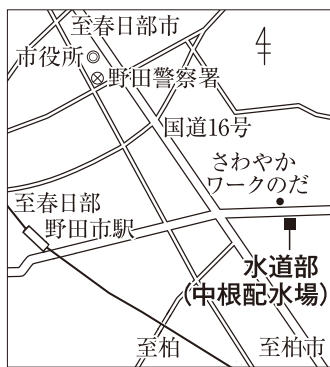 至春日部市
市役所
野田警察署
国道16号
さわやか
ワークのだ
至春日部
野田市駅
水道部
(中根配水場)
至柏
至柏市